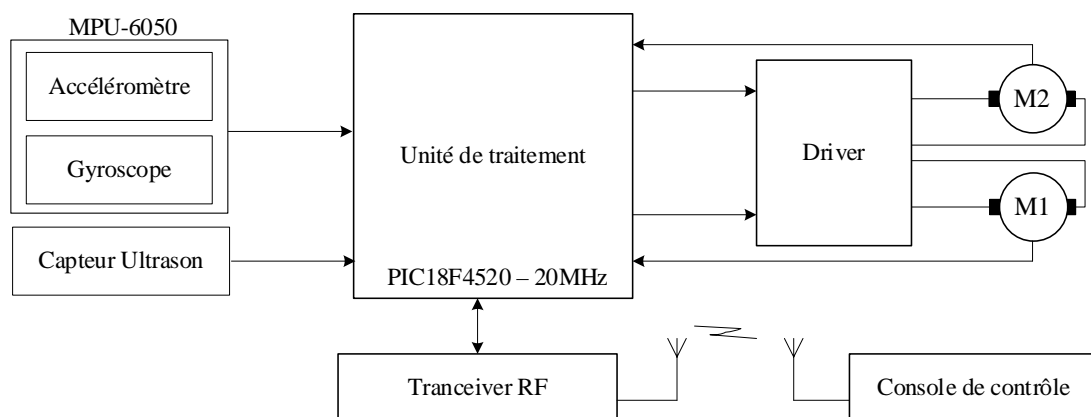 MPU-6050
Accéléromètre
Gyroscope
Capteur Ultrason
Unité de traitement
PIC18F4520 – 20MHz
Driver
M2
M1
Tranceiver RF
Console de contrôle